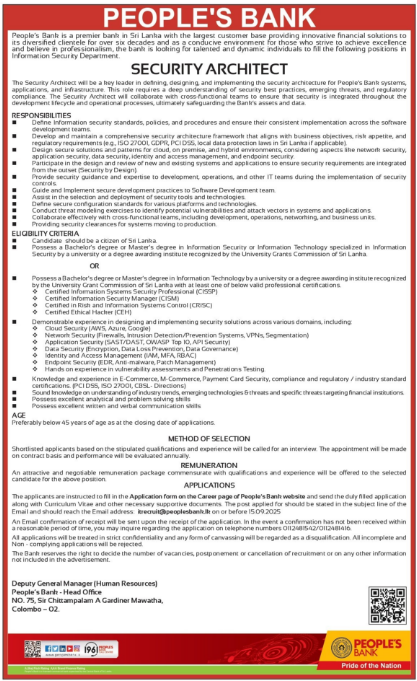 PEOPLE'S BANK
People's Bank is a premier bank in Sri Lanka with the largest customer base providing innovative financial solutions to
its diversified clientele for over six decades and as a conducive environment for those who strive to achieve excellence
and believe in professionalism, the bank is looking for talented and dynamic individuals to fill the following positions in
Information Security Department.
SECURITY ARCHITECT
The Security Architect will be a key leader in defining, designing, and implementing the security architecture for People's Bank systems,
applications, and infrastructure. This role requires a deep understanding of security best practices, emerging threats, and regulatory
compliance. The Security Architect will collaborate with cross-functional teams to ensure that security is integrated throughout the
development lifecycle and operational processes, ultimately safeguarding the Bank's assets and data.
RESPONSIBILITIES
■ Define Information security standards, policies, and procedures and ensure their consistent implementation across the software
development teams.
■ Develop and maintain a comprehensive security architecture framework that aligns with business objectives, risk appetite, and
regulatory requirements (e.g., ISO 27001, GDPR, PCI DSS, local data protection laws in Sri Lanka if applicable).
■ Design secure solutions and patterns for cloud, on premise, and hybrid environments, considering aspects like network security,
application security, data security, identity and access management, and endpoint security.
■ Participate in the design and review of new and existing systems and applications to ensure security requirements are integrated
from the outset (Security by Design).
■ Provide security guidance and expertise to development, operations, and other IT teams during the implementation of security
controls.
■ Guide and Implement secure development practices to Software Development team.
■ Assist in the selection and deployment of security tools and technologies.
■ Define secure configuration standards for various platforms and technologies.
■ Conduct threat modeling exercises to identify potential vulnerabilities and attack vectors in systems and applications.
■ Collaborate effectively with cross-functional teams, including development, operations, networking, and business units.
■ Providing security clearances for systems moving to production.
ELIGIBILITY CRITERIA
■ Candidate should be a citizen of Sri Lanka.
■ Possess a Bachelor's degree or Master's degree in Information Security or Information Technology specialized in Information
Security by a university or a degree awarding institute recognized by the University Grants Commission of Sri Lanka.
OR
■ Possess a Bachelor's degree or Master's degree in Information Technology by a university or a degree awarding institute recognized
by the University Grant Commission of Sri Lanka with at least one of below valid professional certifications.
❖ Certified Information Systems Security Professional (CISSP)
❖ Certified Information Security Manager (CISM)
❖ Certified in Risk and Information Systems Control (CRISC)
❖ Certified Ethical Hacker (CEH)
■ Demonstrable experience in designing and implementing security solutions across various domains, including:
❖ Cloud Security (AWS, Azure, Google)
❖ Network Security (Firewalls, Intrusion Detection/Prevention Systems, VPNs, Segmentation)
❖ Application Security (SAST/DAST, OWASP Top 10, API Security)
❖ Data Security (Encryption, Data Loss Prevention, Data Governance)
❖ Identity and Access Management (IAM, MFA, RBAC)
❖ Endpoint Security (EDR, Anti-malware, Patch Management)
❖ Hands on experience in vulnerability assessments and Penetrations Testing.
■ Knowledge and experience in E-Commerce, M-Commerce, Payment Card Security, compliance and regulatory / industry standard
certifications. (PCI DSS, ISO 27001, CBSL- Directions)
■ Sound knowledge on understanding of industry trends, emerging technologies & threats and specific threats targeting financial institutions.
■ Possess excellent analytical and problem solving skills
■ Possess excellent written and verbal communication skills
AGE
Preferably below 45 years of age as at the closing date of applications.
METHOD OF SELECTION
Shortlisted applicants based on the stipulated qualifications and experience will be called for an interview. The appointment will be made
on contract basis and performance will be evaluated annually.
REMUNERATION
An attractive and negotiable remuneration package commensurate with qualifications and experience will be offered to the selected
candidate for the above position.
APPLICATIONS
The applicants are instructed to fill in the Application form on the Career page of People's Bank website and send the duly filled application
along with Curriculum Vitae and other necessary supportive documents. The post applied for should be stated in the subject line of the
Email and should reach the Email address: on or before 15.09.2025
An Email confirmation of receipt will be sent upon the receipt of the application. In the event a confirmation has not been received within
a reasonable period of time, you may inquire regarding the application on telephone numbers 0112481542/0112481416.
All applications will be treated in strict confidentiality and any form of canvassing will be regarded as a disqualification. All incomplete and
Non - complying applications will be rejected.
The Bank reserves the right to decide the number of vacancies, postponement or cancellation of recruitment or on any other information
not included in the advertisement.
Deputy General Manager (Human Resources)
People's Bank - Head Office
NO. 75, Sir Chittampalam A Gardiner Mawatha,
Colombo - 02.
1961
PEOPLE'S
BANK
Pride of the Nation